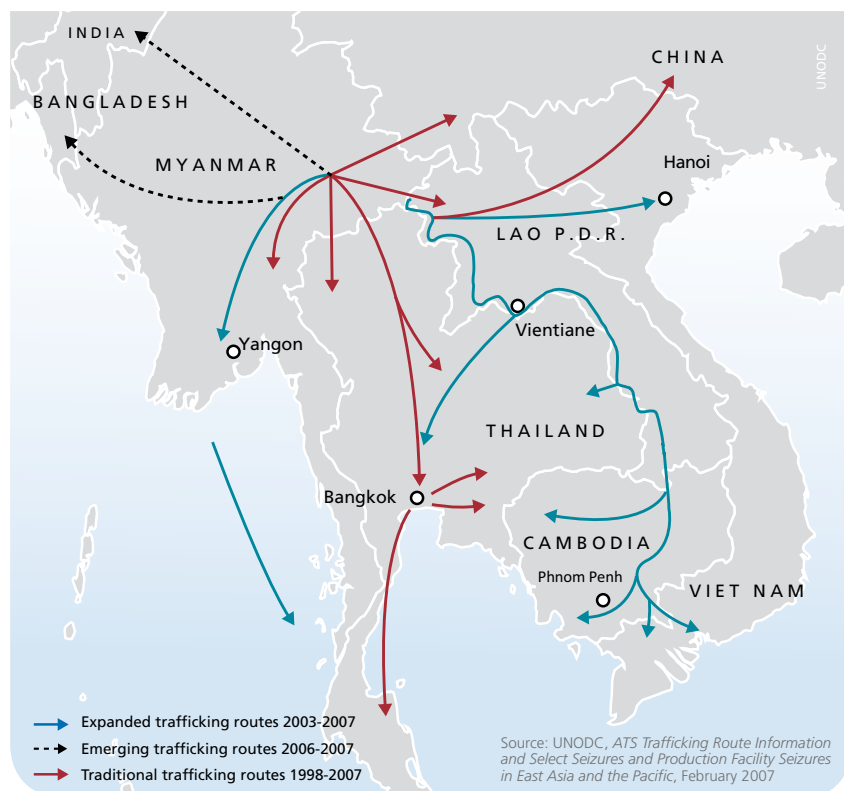 INDIA
CHINA
UNODC
BANGLADESH
MYANMAR
Hanoi
LAO P.D.R.
Yangon
Vientiane
THAILAND
Bangkok
CAMBODIA
Phnom Penh
VIET NAM
Expanded trafficking routes 2003-2007
Emerging trafficking routes 2006-2007
Traditional trafficking routes 1998-2007
Source: UNODC, ATS Trafficking Route Information
and Select Seizures and Production Facility Seizures
in East Asia and the Pacific, February 2007